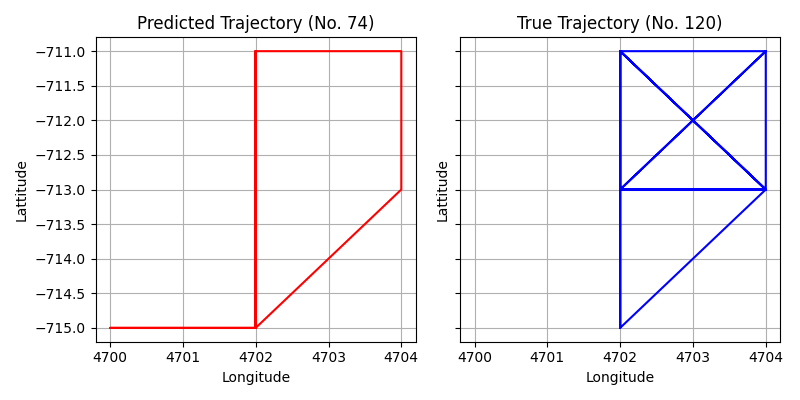 Predicted Trajectory (No. 74)
True Trajectory (No. 120)
Lattitude
−711.0
−711.5
−712.0
−712.5
−713.0
−713.5
−714.0
−714.5
−715.0
4700 4701 4702 4703 4704
Longitude
Lattitude
4700 4701 4702 4703 4704
Longitude